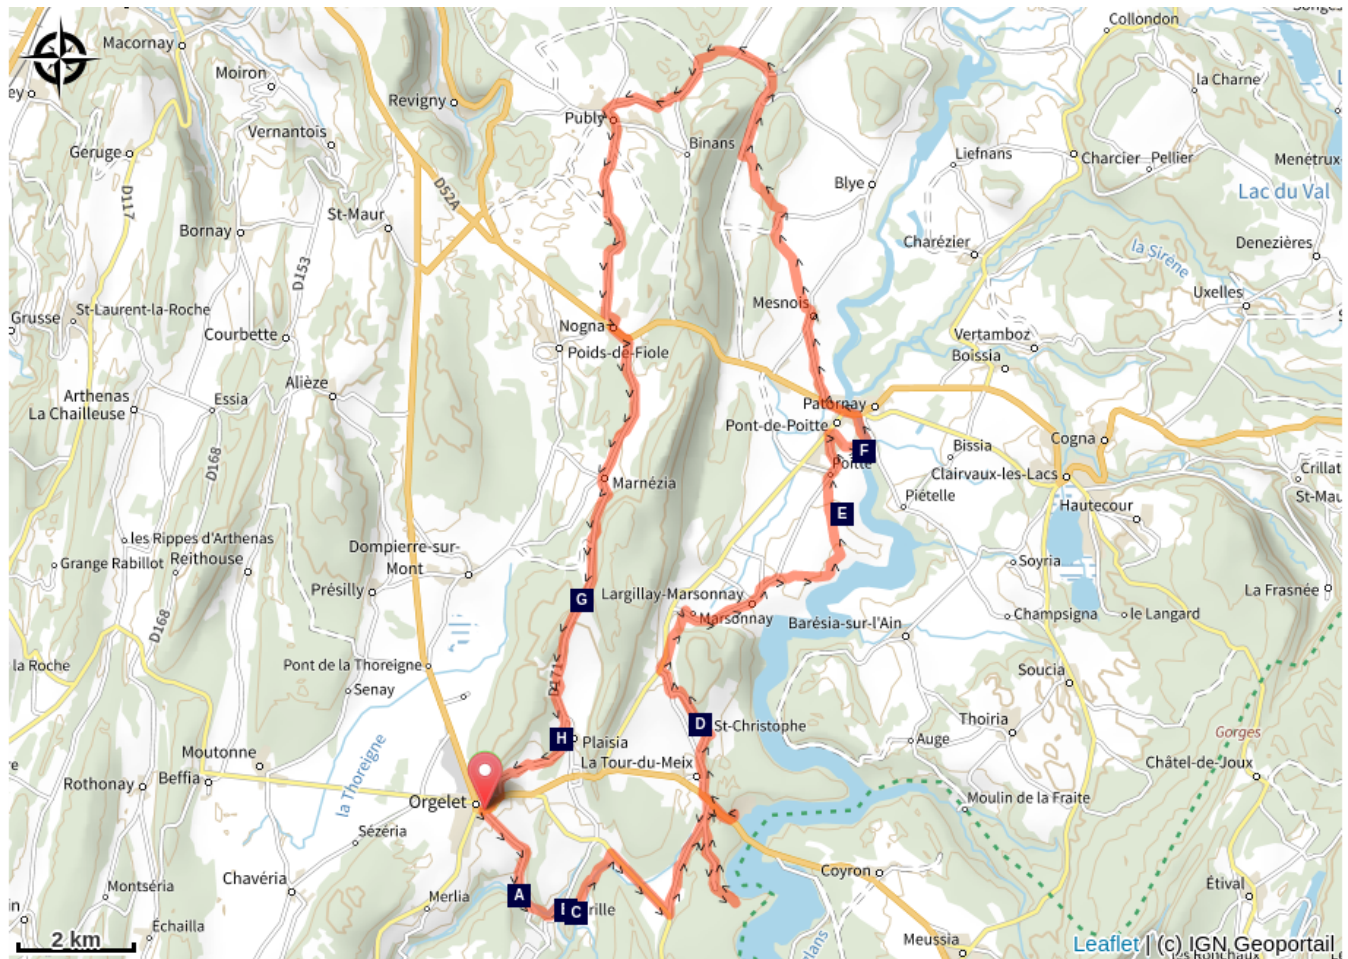 Collondon
Macornay
Moiron
la Charne
Revigny
Publy
Vernantois
Binans
Liefnans
Geruge
Charcier
Pellier
Menetrux-
D117
D52A
Blye
Lac du Val
St-Maur
Bornay
Charézier
la Sirène
Denezières
D153
Uxelles
Mesnois
St-Laurent-la-Roche
Grusse
Nogna
Courbette
Vertamboz
Poids-de-Fiole
Boissia
Alièze
Arthenas
Essia
La Chailleuse
Patornay
Pont-de-Poitte
Cogna
Bissia
F
Poitte
D168
Clairvaux-les-Lacs
Crillat
Marnézia
Piételle
St-Mau
Hautecour
E
les Rippes d'Arthenas
Dompierre-sur-
Mont
Grange Rabillot
Reithouse
Soyria
Présilly
La Frasnée
G
Largillay-Marsonnay
Marsonnay
Champsigna
le Langard
D168
Barésia-sur-l'Ain
la Roche
Pont de la Thoreigne
Soucia
Senay
D
St-Christophe
Thoiria
H
Plaisia
Auge
Gorges
Moutonne
La Tour-du-Meix
Châtel-de-Joux
Beffia
Rothonay
la Thoreigne
Orgelet
Moulin de la Fraite
Sézéria
Chavéria
Coyron
Montséria
Merlia
A
Étival
C
rille
Échailla
2 km
Meussia
Leaflet | (c) IGN Geoportail